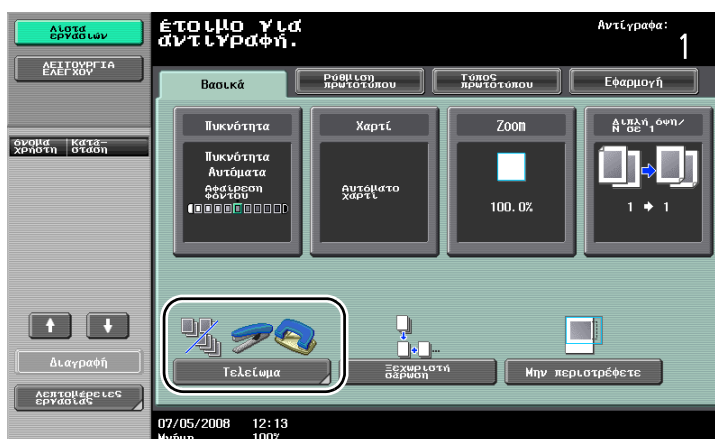 Λίστα
εργασιών
έτοιμο για
αντιγραφή.
Αντίγραφα:
1
ΛΕΙΤΟΥΡΓΙΑ
ΕΛΕΓΧΟΥ
Βασικά
Ρύθμιση
πρωτοτύπου
Τύπος
πρωτοτύπου
Εφαρμογή
όνομα
χρήστη
Κατά-
σταση
Πυκνότητα
Χαρτί
Zoom
Διπλή όψη/
N σε 1
Πυκνότητα
Αυτόματα
Αφαίρεση
φόντου
Αυτόματο
χαρτί
100.0%
1 → 1
Διαγραφή
Λεπτομέρειες
εργασίας
Τελείωμα
Ξεχωριστή
σάρωση
Μην περιστρέφετε
07/05/2008 12:13
Μνήμη 100%